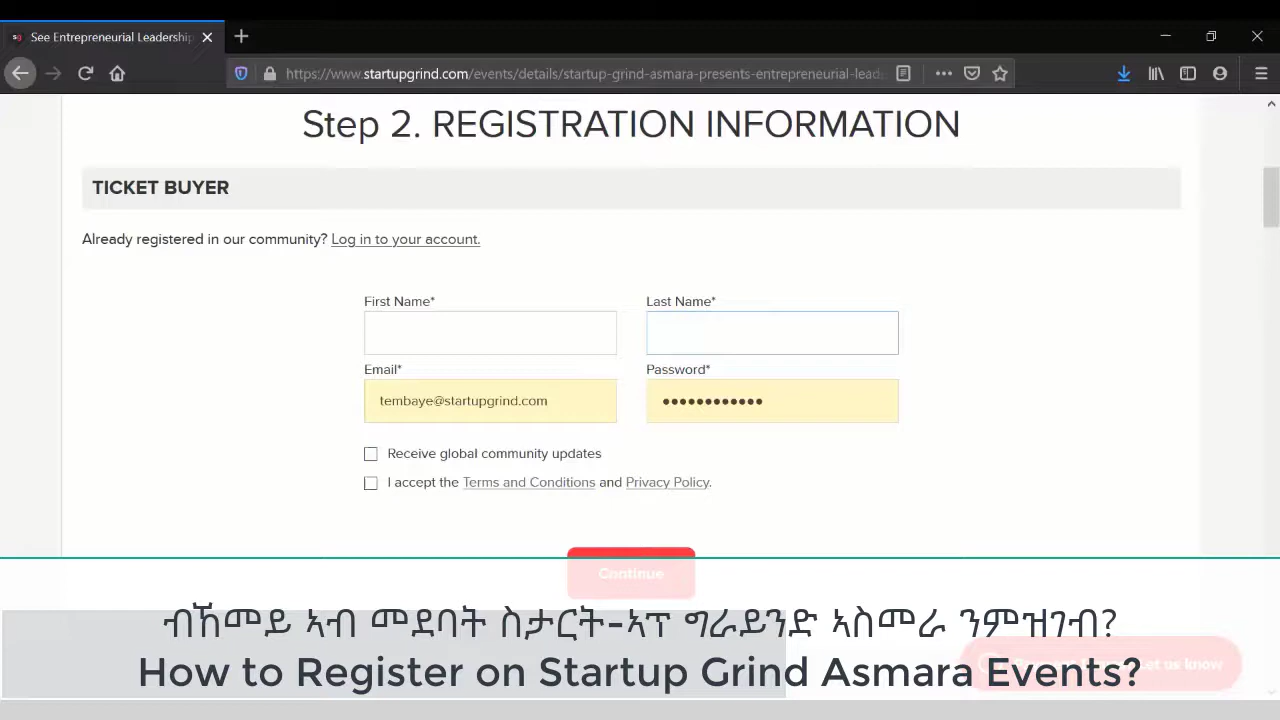 See Entrepreneurial Leadership
https://www.startupgrind.com/events/details/startup-grind-asmara-presents-entrepreneurial-lead
Step 2. REGISTRATION INFORMATION
TICKET BUYER
Already registered in our community? Log in to your account.
First Name* Last Name*
Email* Password*
tembaye@startupgrind.com ••••••••••••
Receive global community updates
I accept the Terms and Conditions and Privacy Policy.
Continue
ብኸመይ ኣብ መደባት ስታርት-ኣፕ ግራይንድ ኣስመራ ንምዝገብ?
Let us know
How to Register on Startup Grind Asmara Events?